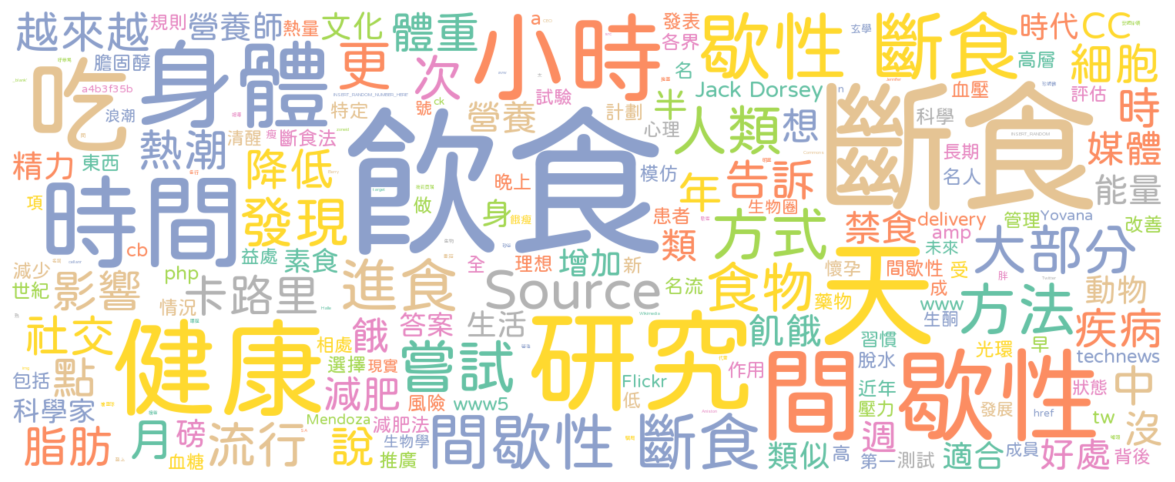 越來越 規則 營養師 熱量 文化 體重 a 發表 歇性 斷食 時代 CC
膽固醇 身體 更 次 小時 各界 名 玄學 高層 細胞
吃 a4b3f35b 特定 號 ck 試驗 半 Jack Dorsey 血壓 評估
浪潮 清醒 斷食法 營養 計劃 心理 人類 想 斷食 科學 時
熱潮 精力 東西 降低 飲食 晚上 模仿 年 告訴 長期 名人 媒體
時間 項 發現 做 身 患者 生物圈 類 方式 禁食 delivery 管理 Yovana 能量
cb 益處 素食 全 理想 增加 新 amp 未來 大部分 改善
減少 世紀 影響 php 情況 卡路里 進食 Source 名流 食物 懷孕 藥物 天 間歇性 受 成 www 生酮 胖 方法 動物
社交 健康 相處 餓 答案 生活 研究 飢餓 習慣 光環 早 疾病
包括 點 選擇 現實 嘗試 作用 脫水 technews
科學家 減肥 風險 www5 Flickr 低 近年 壓力 間歇性 狀態 中
脂肪 月 磅 流行 Mendoza 說 減肥法 間歇性 斷食 發展 href tw 沒
血糖 生物學 推廣 類似 高 週 第一 測試 適合 成員 好處 背後